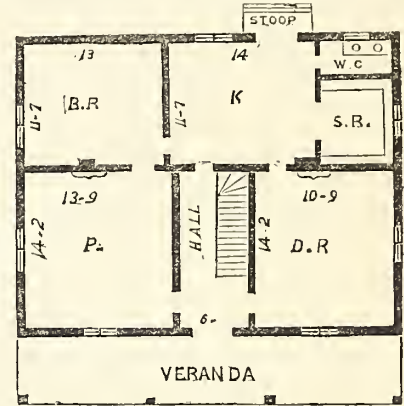 STOOP
13
14
W.C
B.R
K
11-7
11-7
S.R.
13-9
10-9
14-2
P.
HALL
14-2
D.R
6-
VERANDA